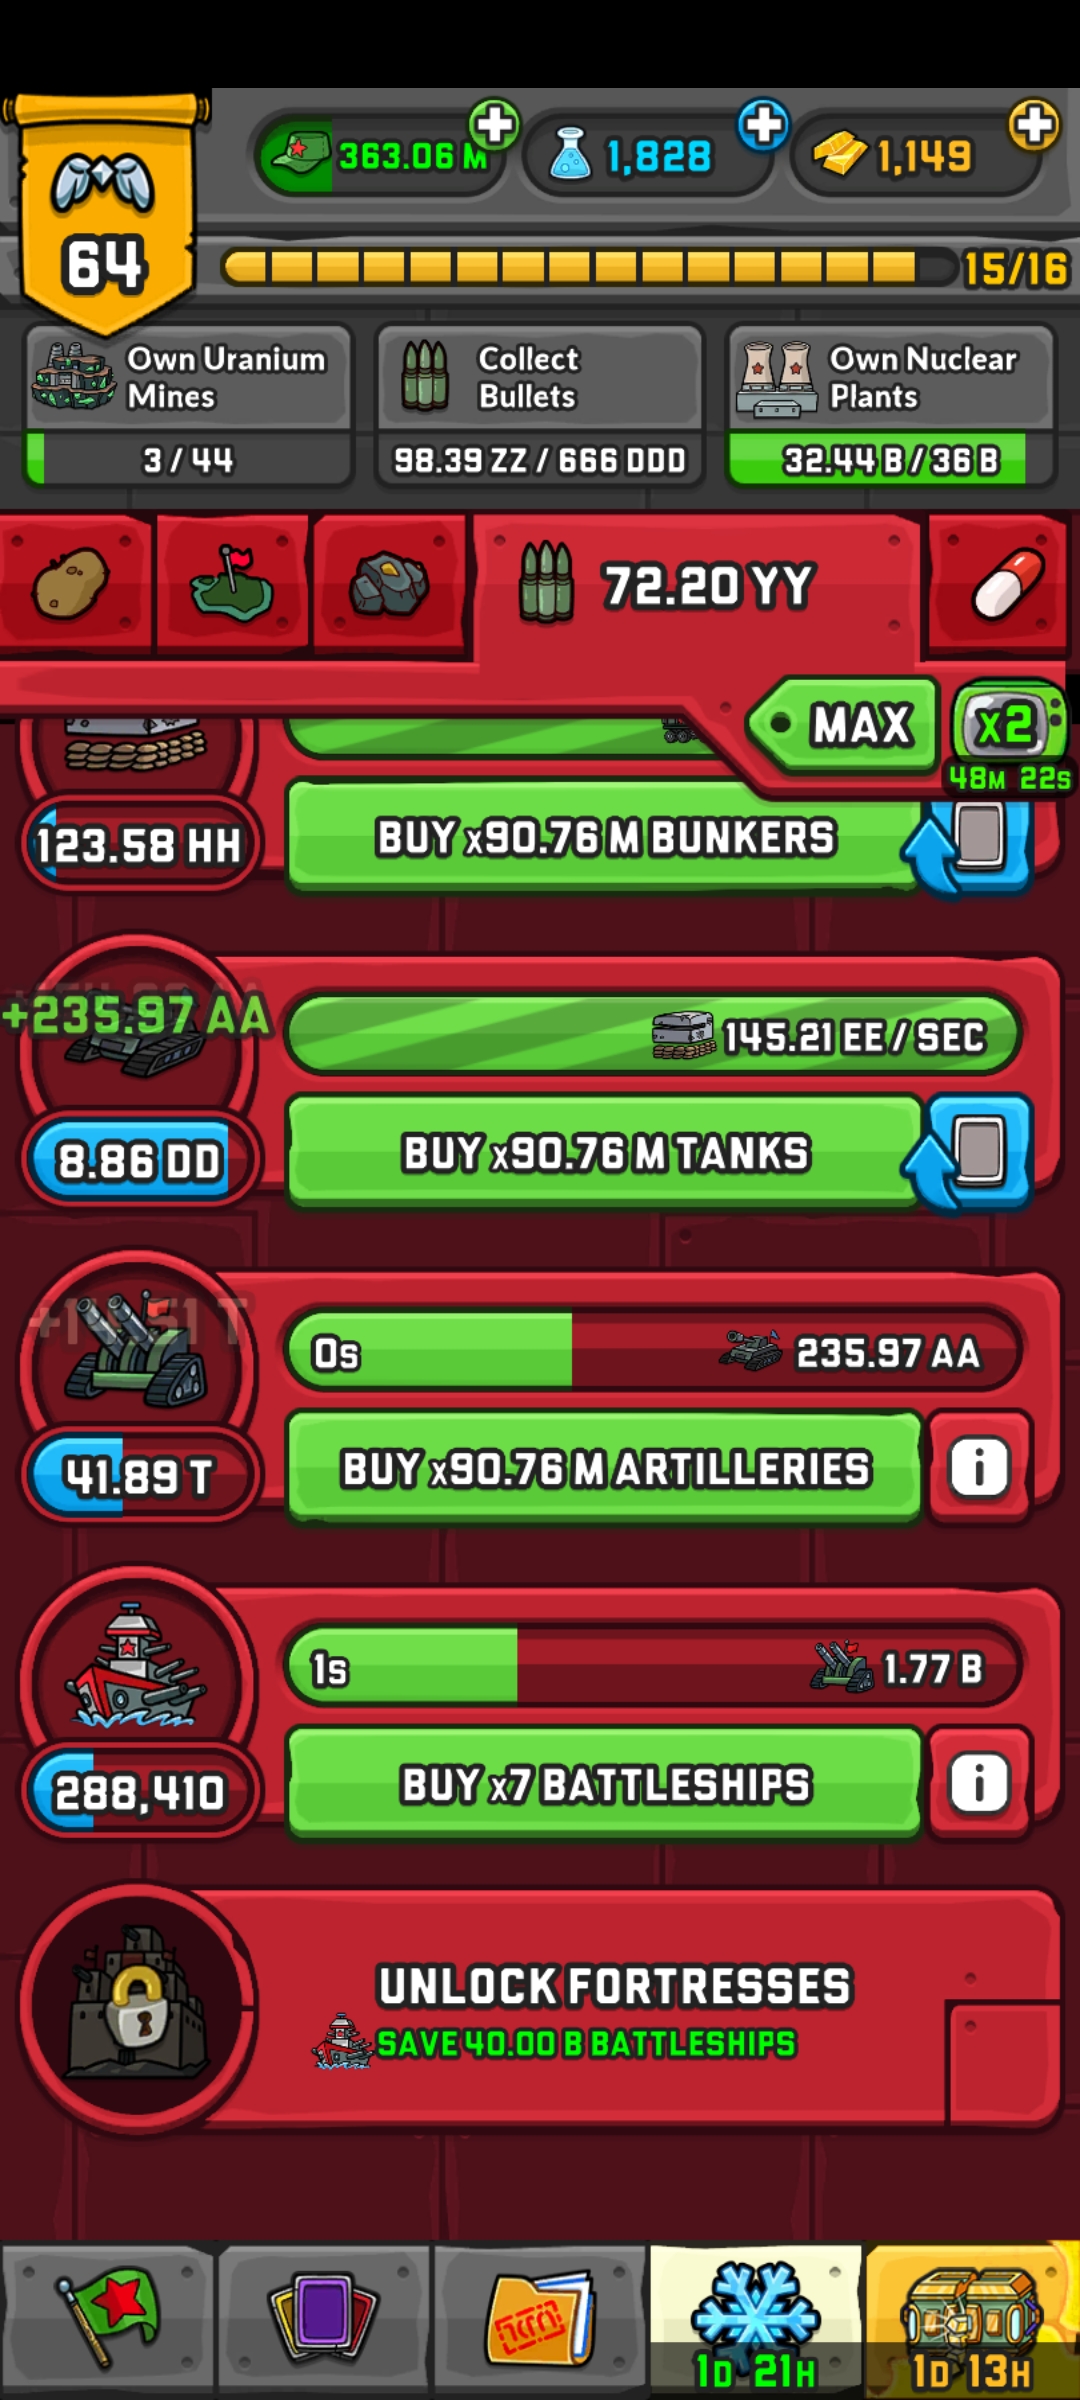 363.06 M
1,828
1,149
64
15/16
Own Uranium
Mines
3 / 44
Collect
Bullets
98.39 ZZ / 666 DDD
Own Nuclear
Plants
32.44 B / 36 B
72.20 YY
MAX
x2
48M 22S
123.58 HH
BUY x90.76 M BUNKERS
+235.97 AA
145.21 EE / SEC
8.86 DD
BUY x90.76 M TANKS
0s
235.97 AA
41.89 T
BUY x90.76 M ARTILLERIES
i
1s
1.77 B
288,410
BUY x7 BATTLESHIPS
i
UNLOCK FORTRESSES
SAVE 40.00 B BATTLESHIPS
1D 21H
1D 13H